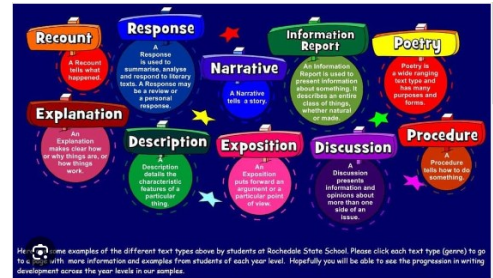 Recount
A Recount
tells what
happened.
Response
A
Response
is used to
summarise, analyse
and respond to literary
texts. A Response may
be a review or
a personal
response.
Narrative
A Narrative
tells a story.
Information
Report
An Information
Report is used to
present information
about something. It
describes an entire
class of things,
whether natural
or made.
Poetry
Poetry is
a wide ranging
text type and
has many
purposes and
forms.
Explanation
An
Explanation
makes clear how
or why things are, or
how things
work.
Description
Description
details the
characteristic
features of a
particular
thing.
Exposition
An
Exposition
puts forward an
argument or a
particular point
of view.
Discussion
A
Discussion
presents
information and
opinions about
more than one
side of an
issue.
Procedure
A
Procedure
tells how to do
something.
some examples of the different text types above by students at Rochedale State School. Please click each text type (genre) to go
to with more information and examples from students of each year level. Hopefully you will be able to see the progression in writing
development across the year levels in our samples.